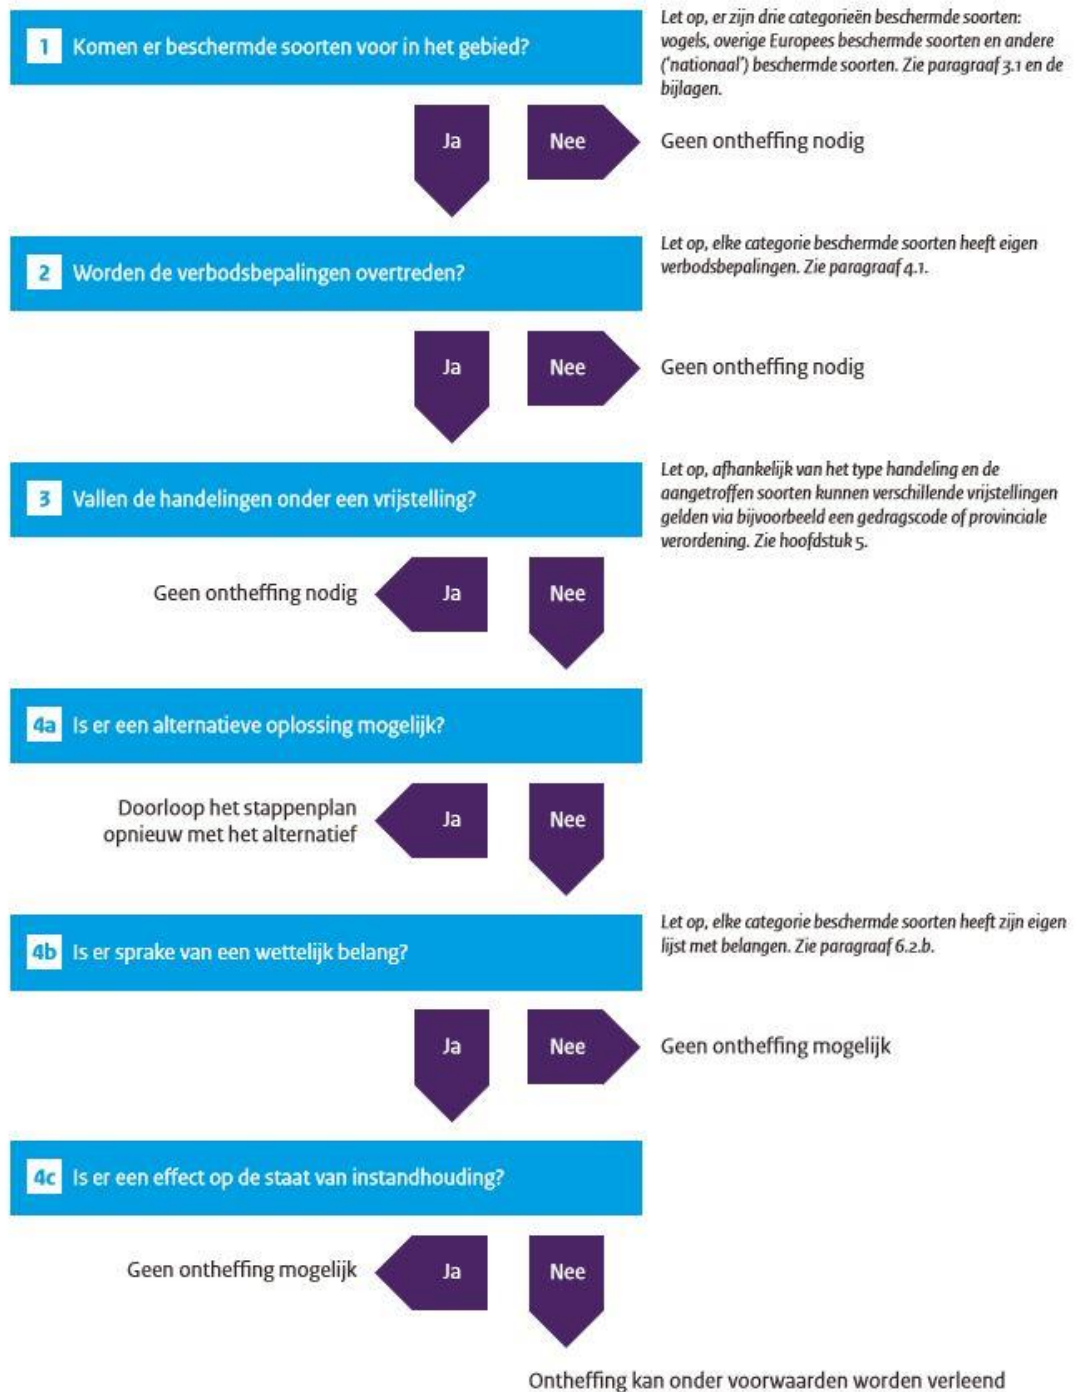 1 Komen er beschermde soorten voor in het gebied?
Let op, er zijn drie categorieën beschermde soorten:
vogels, overige Europees beschermde soorten en andere
('nationaal') beschermde soorten. Zie paragraaf 3.1 en de
bijlagen.
Ja
Nee
Geen ontheffing nodig
2 Worden de verbodsbepalingen overtreden?
Let op, elke categorie beschermde soorten heeft eigen
verbodsbepalingen. Zie paragraaf 4.1.
Ja
Nee
Geen ontheffing nodig
3 Vallen de handelingen onder een vrijstelling?
Let op, afhankelijk van het type handeling en de
aangetroffen soorten kunnen verschillende vrijstellingen
gelden via bijvoorbeeld een gedragscode of provinciale
verordening. Zie hoofdstuk 5.
Geen ontheffing nodig
Ja
Nee
4a Is er een alternatieve oplossing mogelijk?
Doorloop het stappenplan
opnieuw met het alternatief
Ja
Nee
4b Is er sprake van een wettelijk belang?
Let op, elke categorie beschermde soorten heeft zijn eigen
lijst met belangen. Zie paragraaf 6.2.b.
Ja
Nee
Geen ontheffing mogelijk
4c Is er een effect op de staat van instandhouding?
Geen ontheffing mogelijk
Ja
Nee
Ontheffing kan onder voorwaarden worden verleend